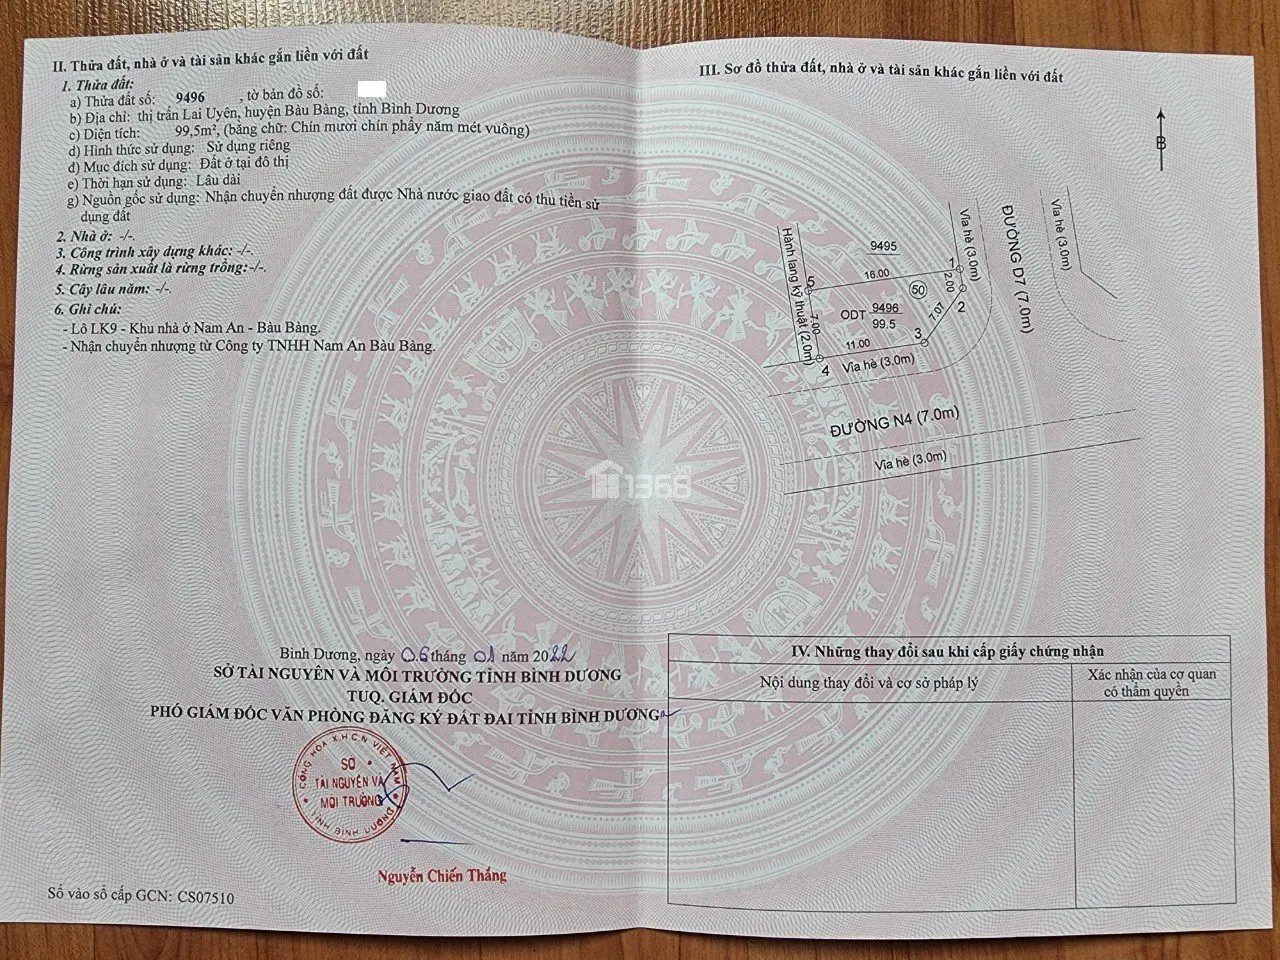 II. Thửa đất, nhà ở và tài sản khác gắn liền với đất
1. Thửa đất:
a) Thửa đất số: 9496 , tờ bản đồ số:
b) Địa chỉ: thị trấn Lai Uyên, huyện Bàu Bàng, tỉnh Bình Dương
c) Diện tích: 99,5m², (bằng chữ: Chín mươi chín phẩy năm mét vuông)
d) Hình thức sử dụng: Sử dụng riêng
đ) Mục đích sử dụng: Đất ở tại đô thị
e) Thời hạn sử dụng: Lâu dài
g) Nguồn gốc sử dụng: Nhận chuyển nhượng đất được Nhà nước giao đất có thu tiền sử
dụng đất
2. Nhà ở: -/-.
3. Công trình xây dựng khác: -/-.
4. Rừng sản xuất là rừng trồng: -/-.
5. Cây lâu năm: -/-.
6. Ghi chú:
- Lô LK9 - Khu nhà ở Nam An - Bàu Bàng.
- Nhận chuyển nhượng từ Công ty TNHH Nam An Bàu Bàng.
Bình Dương, ngày 06 tháng 01 năm 2022
SỞ TÀI NGUYÊN VÀ MÔI TRƯỜNG TỈNH BÌNH DƯƠNG
TUQ. GIÁM ĐỐC
PHÓ GIÁM ĐỐC VĂN PHÒNG ĐĂNG KÝ ĐẤT ĐAI TỈNH BÌNH DƯƠNG
CỘNG HÒA X.H.C.N VIỆT NAM
SỞ
TÀI NGUYÊN VÀ
MÔI TRƯỜNG
TỈNH BÌNH DƯƠNG
Nguyễn Chiến Thắng
Số vào sổ cấp GCN: CS07510
III. Sơ đồ thửa đất, nhà ở và tài sản khác gắn liền với đất
B
Hành lang kỹ thuật (2.0m)
9495
Vỉa hè (3.0m)
ĐƯỜNG D7 (7.0m)
Vỉa hè (3.0m)
1
5
16.00
2.00
50
2
ODT 9496
99.5
7.00
7.07
3
11.00
4
Vỉa hè (3.0m)
ĐƯỜNG N4 (7.0m)
Vỉa hè (3.0m)
1368
IV. Những thay đổi sau khi cấp giấy chứng nhận
Nội dung thay đổi và cơ sở pháp lý
Xác nhận của cơ quan
có thẩm quyền